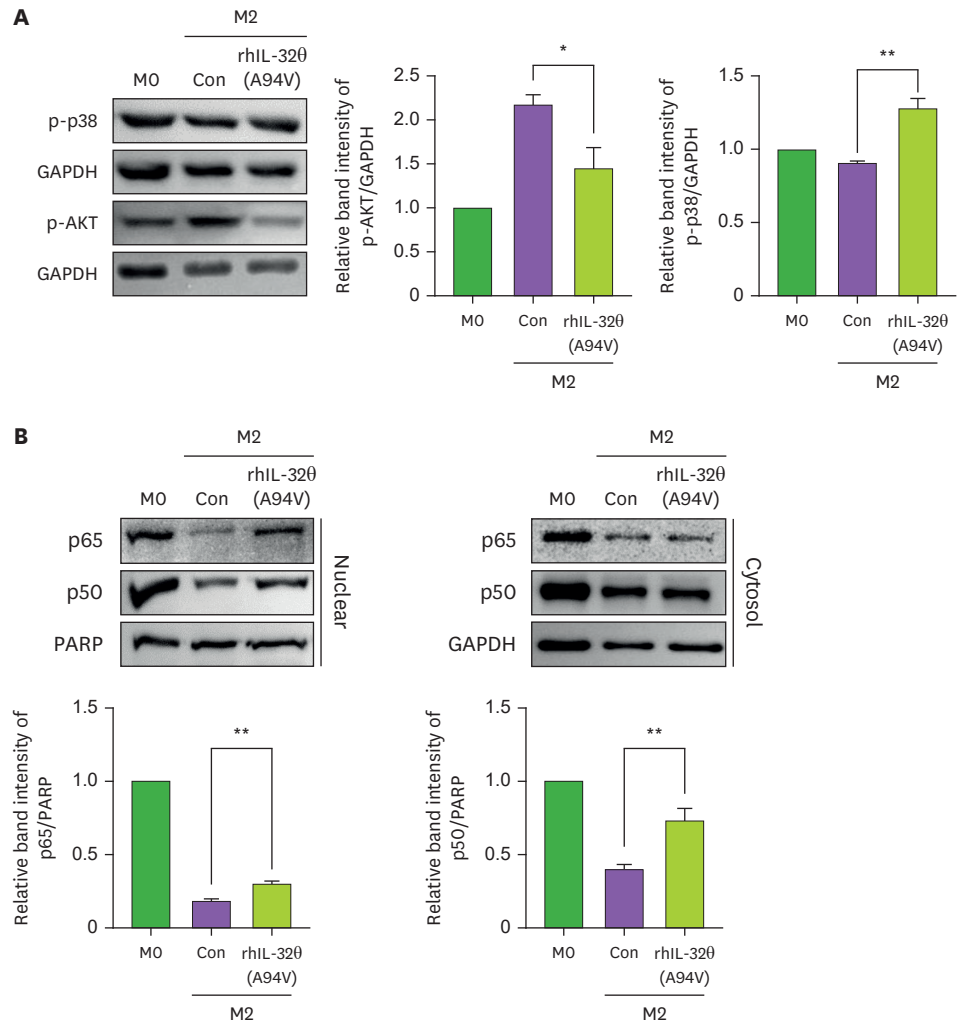 A
M2
M0 Con rhIL-32θ
(A94V)
p-p38
GAPDH
p-AKT
GAPDH
Relative band intensity of
p-AKT/GAPDH
2.5
2.0
1.5
1.0
0.5
0
*
M0 Con rhIL-32θ
(A94V)
M2
Relative band intensity of
p-p38/GAPDH
1.5
1.0
0.5
0
**
M0 Con rhIL-32θ
(A94V)
M2
B
M2
M0 Con rhIL-32θ
(A94V)
p65
p50
PARP
Nuclear
M2
M0 Con rhIL-32θ
(A94V)
p65
p50
GAPDH
Cytosol
Relative band intensity of
p65/PARP
1.5
1.0
0.5
0
**
M0 Con rhIL-32θ
(A94V)
M2
Relative band intensity of
p50/PARP
1.5
1.0
0.5
0
**
M0 Con rhIL-32θ
(A94V)
M2